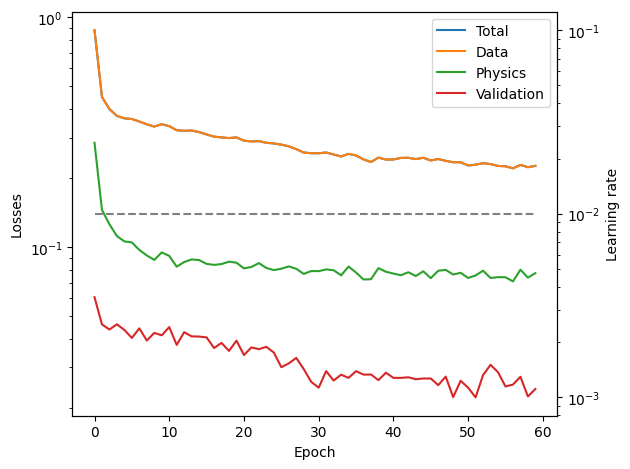 Total
Data
Physics
Validation
10⁰
10⁻¹
Losses
10⁻¹
10⁻²
10⁻³
Learning rate
0 10 20 30 40 50 60
Epoch